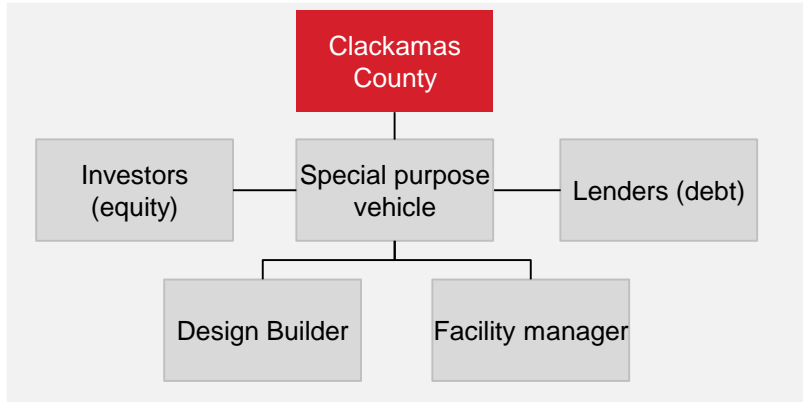 Clackamas
County
Investors
(equity)
Special purpose
vehicle
Lenders (debt)
Design Builder
Facility manager